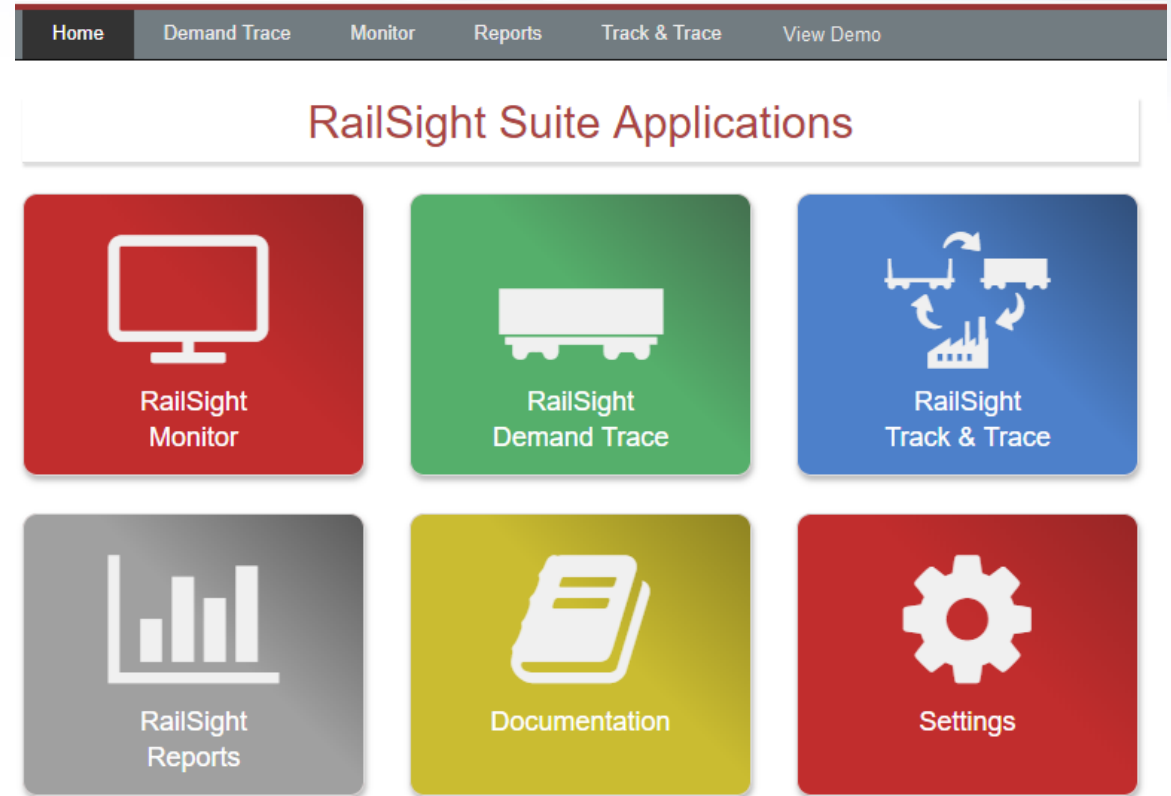 Home Demand Trace Monitor Reports Track & Trace View Demo
RailSight Suite Applications
RailSight
Monitor
RailSight
Demand Trace
RailSight
Track & Trace
RailSight
Reports
Documentation
Settings